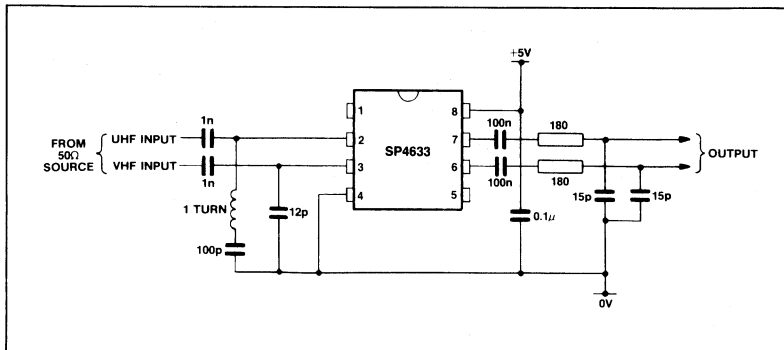 +5V
1n
1
8
100n
180
UHF INPUT
2
7
FROM
50Ω
SOURCE
SP4633
OUTPUT
VHF INPUT
3
6
1n
100n
180
1 TURN
12p
4
5
15p
15p
0.1μ
100p
0V